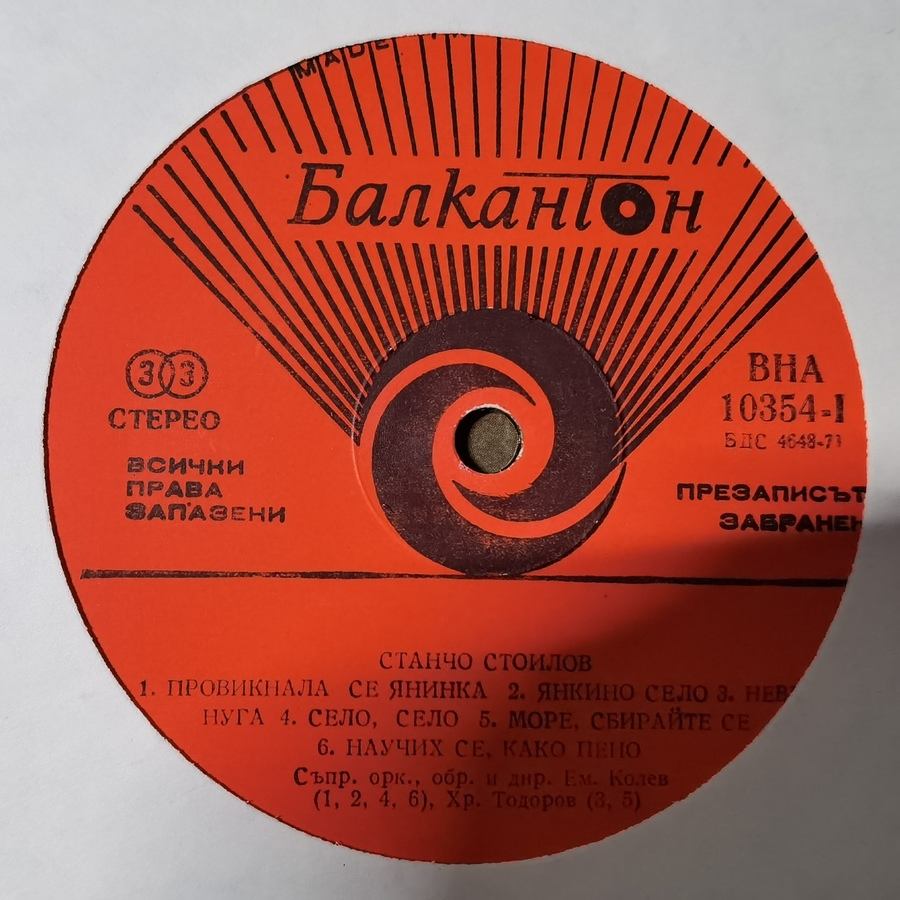 MADE
БалканТон
33
СТЕРЕО
ВСИЧКИ
ПРАВА
ЗАПАЗЕНИ
ВНА
10354-I
БДС 4648-71
ПРЕЗАПИСЪТ
ЗАБРАНЕН
СТАНЧО СТОИЛОВ
1. ПРОВИКНАЛА СЕ ЯНИНКА 2. ЯНКИНО СЕЛО 3.
НУГА 4. СЕЛО, СЕЛО 5. МОРЕ, СБИРАЙТЕ СЕ
6. НАУЧИХ СЕ, КАКО ПЕНО
Съпр. орк., обр. и дир. Ем. Колев
(1, 2, 4, 6), Хр. Тодоров (3, 5)